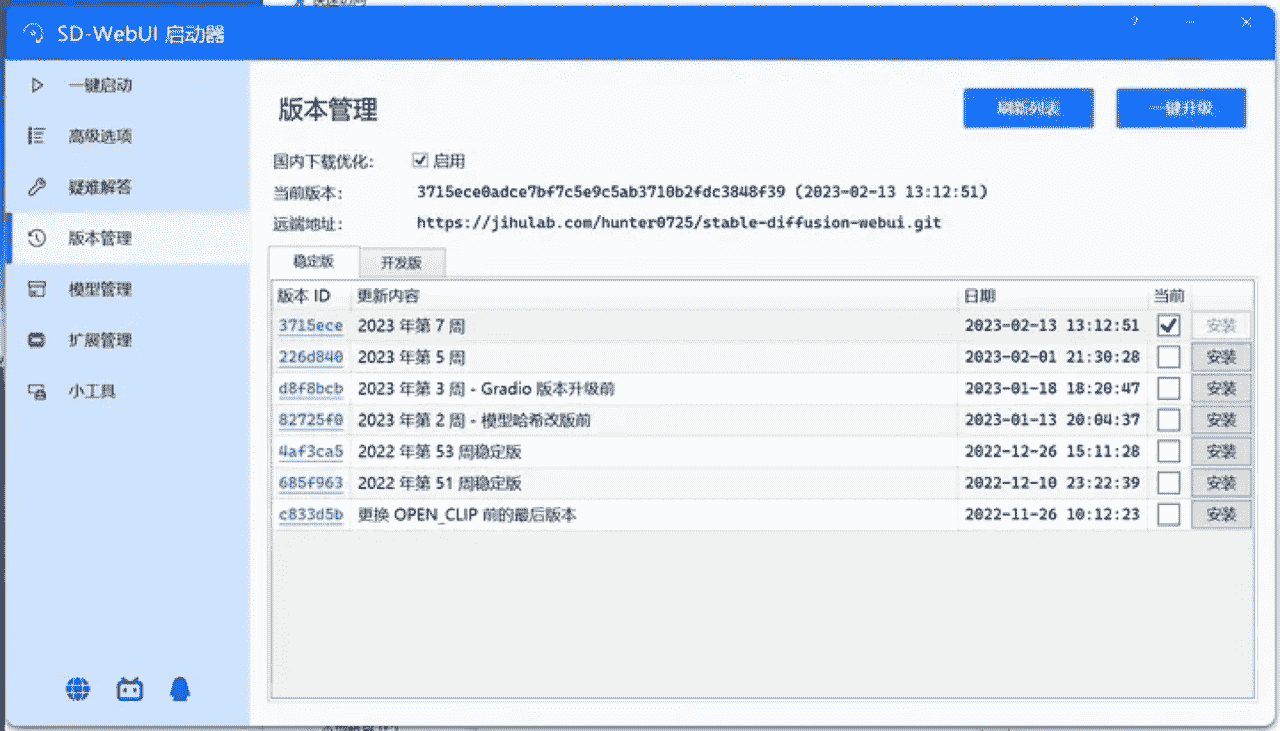 SD-WebUI 启动器
?
一键启动
高级选项
疑难解答
版本管理
模型管理
扩展管理
小工具
版本管理
刷新列表
一键升级
国内下载优化: 启用
当前版本: 3715ece0adce7bf7c5e9c5ab3710b2fdc3848f39 (2023-02-13 13:12:51)
远端地址: https://jihulab.com/hunter0725/stable-diffusion-webui.git
稳定版 开发版
版本 ID 更新内容 日期 当前
3715ece 2023 年第 7 周 2023-02-13 13:12:51 安装
226d840 2023 年第 5 周 2023-02-01 21:30:28 安装
d8f8bcb 2023 年第 3 周 - Gradio 版本升级前 2023-01-18 18:20:47 安装
82725f0 2023 年第 2 周 - 模型哈希改版前 2023-01-13 20:04:37 安装
4af3ca5 2022 年第 53 周稳定版 2022-12-26 15:11:28 安装
685f963 2022 年第 51 周稳定版 2022-12-10 23:22:39 安装
c833d5b 更换 OPEN_CLIP 前的最后版本 2022-11-26 10:12:23 安装